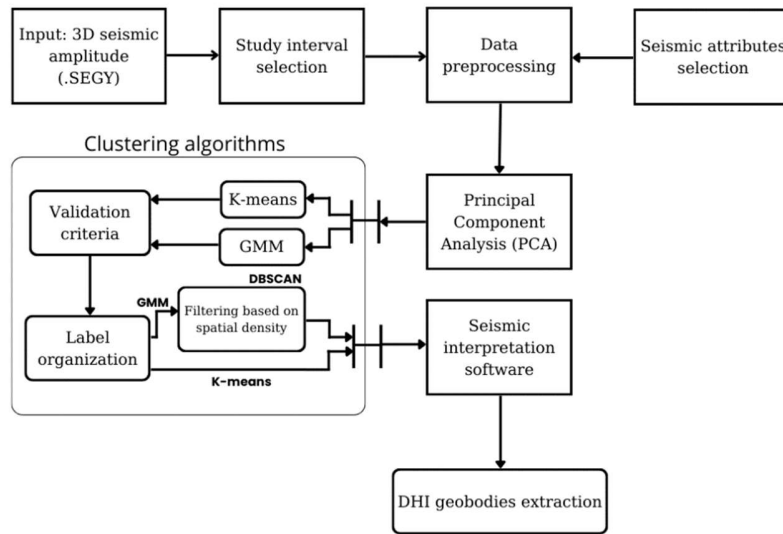 Input: 3D seismic
amplitude
(.SEGY)
Study interval
selection
Data
preprocessing
Seismic attributes
selection
Clustering algorithms
Validation
criteria
K-means
GMM
Principal
Component
Analysis (PCA)
DBSCAN
GMM
Filtering based on
spatial density
Label
organization
K-means
Seismic
interpretation
software
DHI geobodies extraction